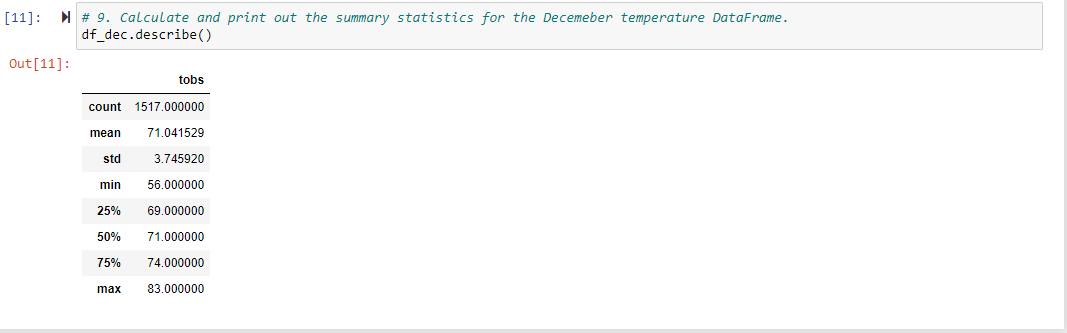 [11]: # 9. Calculate and print out the summary statistics for the Decemeber temperature DataFrame.
df_dec.describe()
Out[11]:
tobs
count 1517.000000
mean 71.041529
std 3.745920
min 56.000000
25% 69.000000
50% 71.000000
75% 74.000000
max 83.000000